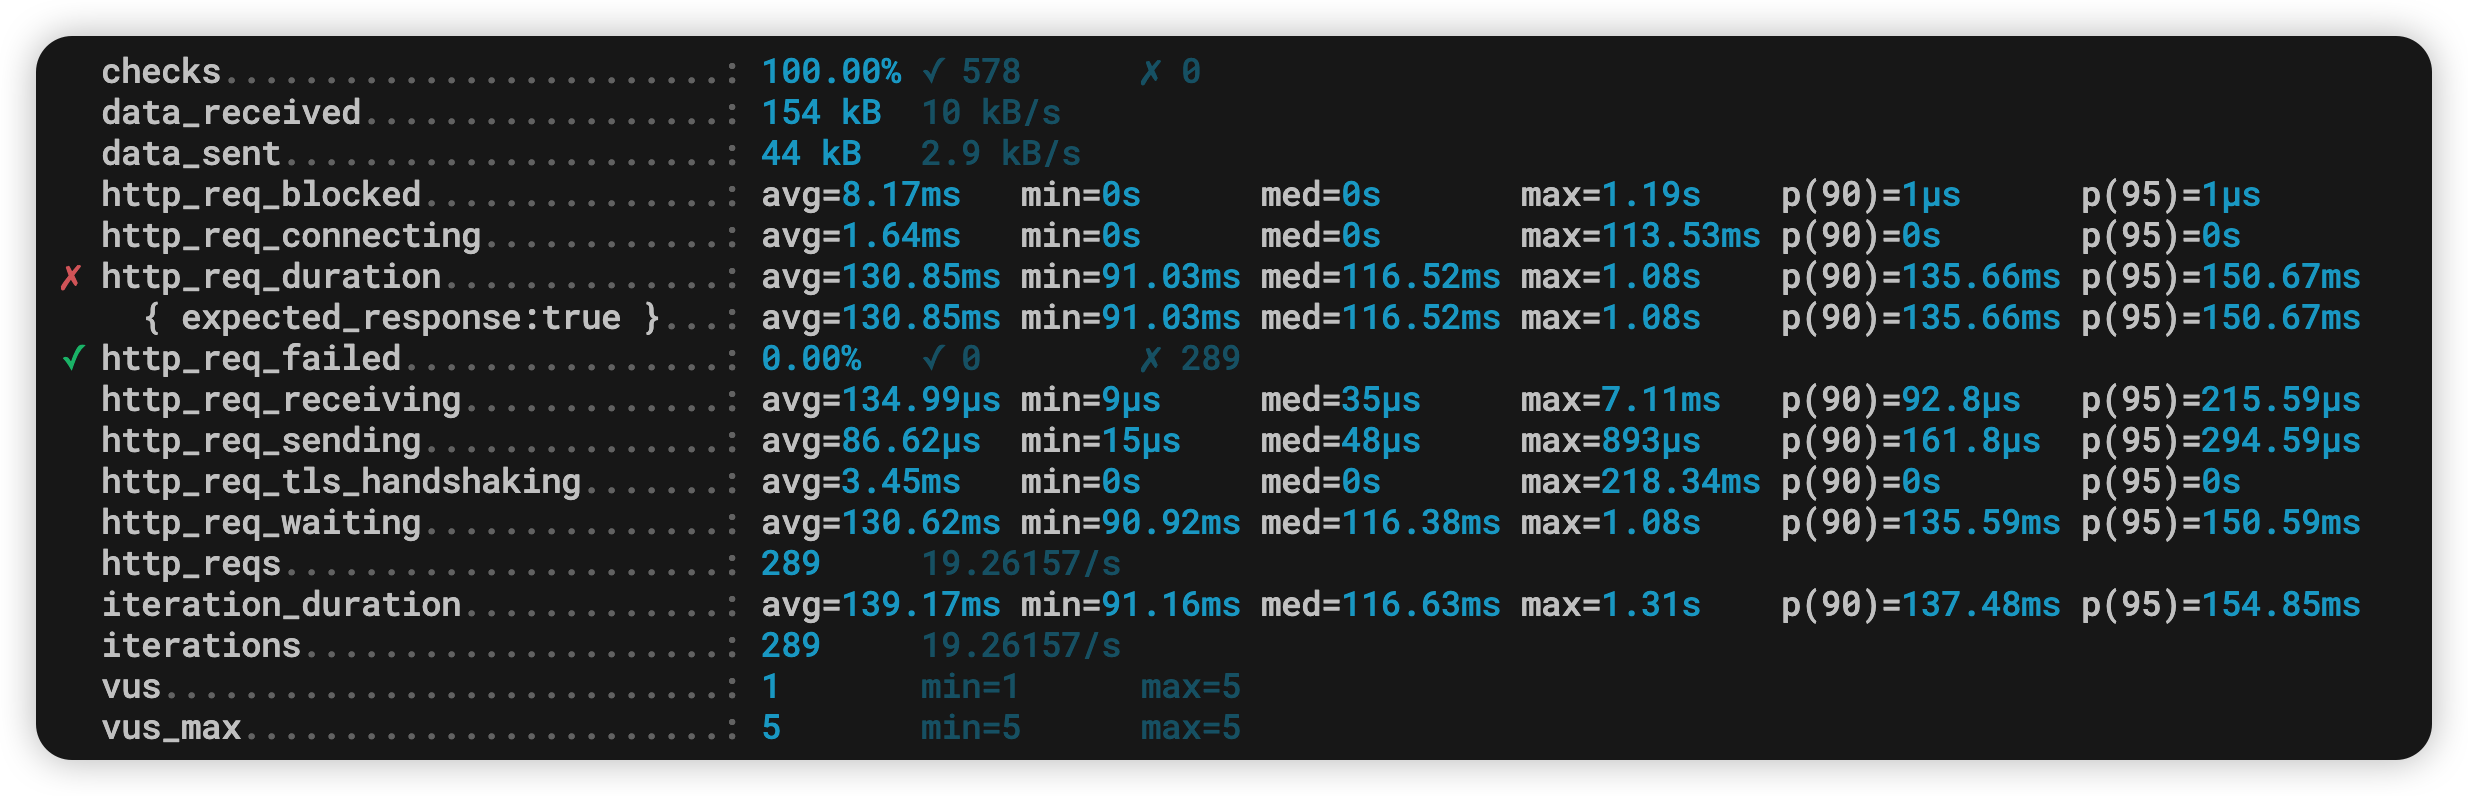 checks.........................: 100.00% ✓ 578      ✗ 0
data_received..................: 154 kB  10 kB/s
data_sent......................: 44 kB   2.9 kB/s
http_req_blocked...............: avg=8.17ms   min=0s      med=0s       max=1.19s    p(90)=1µs      p(95)=1µs
http_req_connecting............: avg=1.64ms   min=0s      med=0s       max=113.53ms p(90)=0s       p(95)=0s
✗ http_req_duration..............: avg=130.85ms min=91.03ms med=116.52ms max=1.08s    p(90)=135.66ms p(95)=150.67ms
{ expected_response:true }...: avg=130.85ms min=91.03ms med=116.52ms max=1.08s    p(90)=135.66ms p(95)=150.67ms
✓ http_req_failed................: 0.00%   ✓ 0        ✗ 289
http_req_receiving.............: avg=134.99µs min=9µs     med=35µs     max=7.11ms   p(90)=92.8µs   p(95)=215.59µs
http_req_sending...............: avg=86.62µs  min=15µs    med=48µs     max=893µs    p(90)=161.8µs  p(95)=294.59µs
http_req_tls_handshaking.......: avg=3.45ms   min=0s      med=0s       max=218.34ms p(90)=0s       p(95)=0s
http_req_waiting...............: avg=130.62ms min=90.92ms med=116.38ms max=1.08s    p(90)=135.59ms p(95)=150.59ms
http_reqs......................: 289     19.26157/s
iteration_duration.............: avg=139.17ms min=91.16ms med=116.63ms max=1.31s    p(90)=137.48ms p(95)=154.85ms
iterations.....................: 289     19.26157/s
vus............................: 1       min=1      max=5
vus_max........................: 5       min=5      max=5